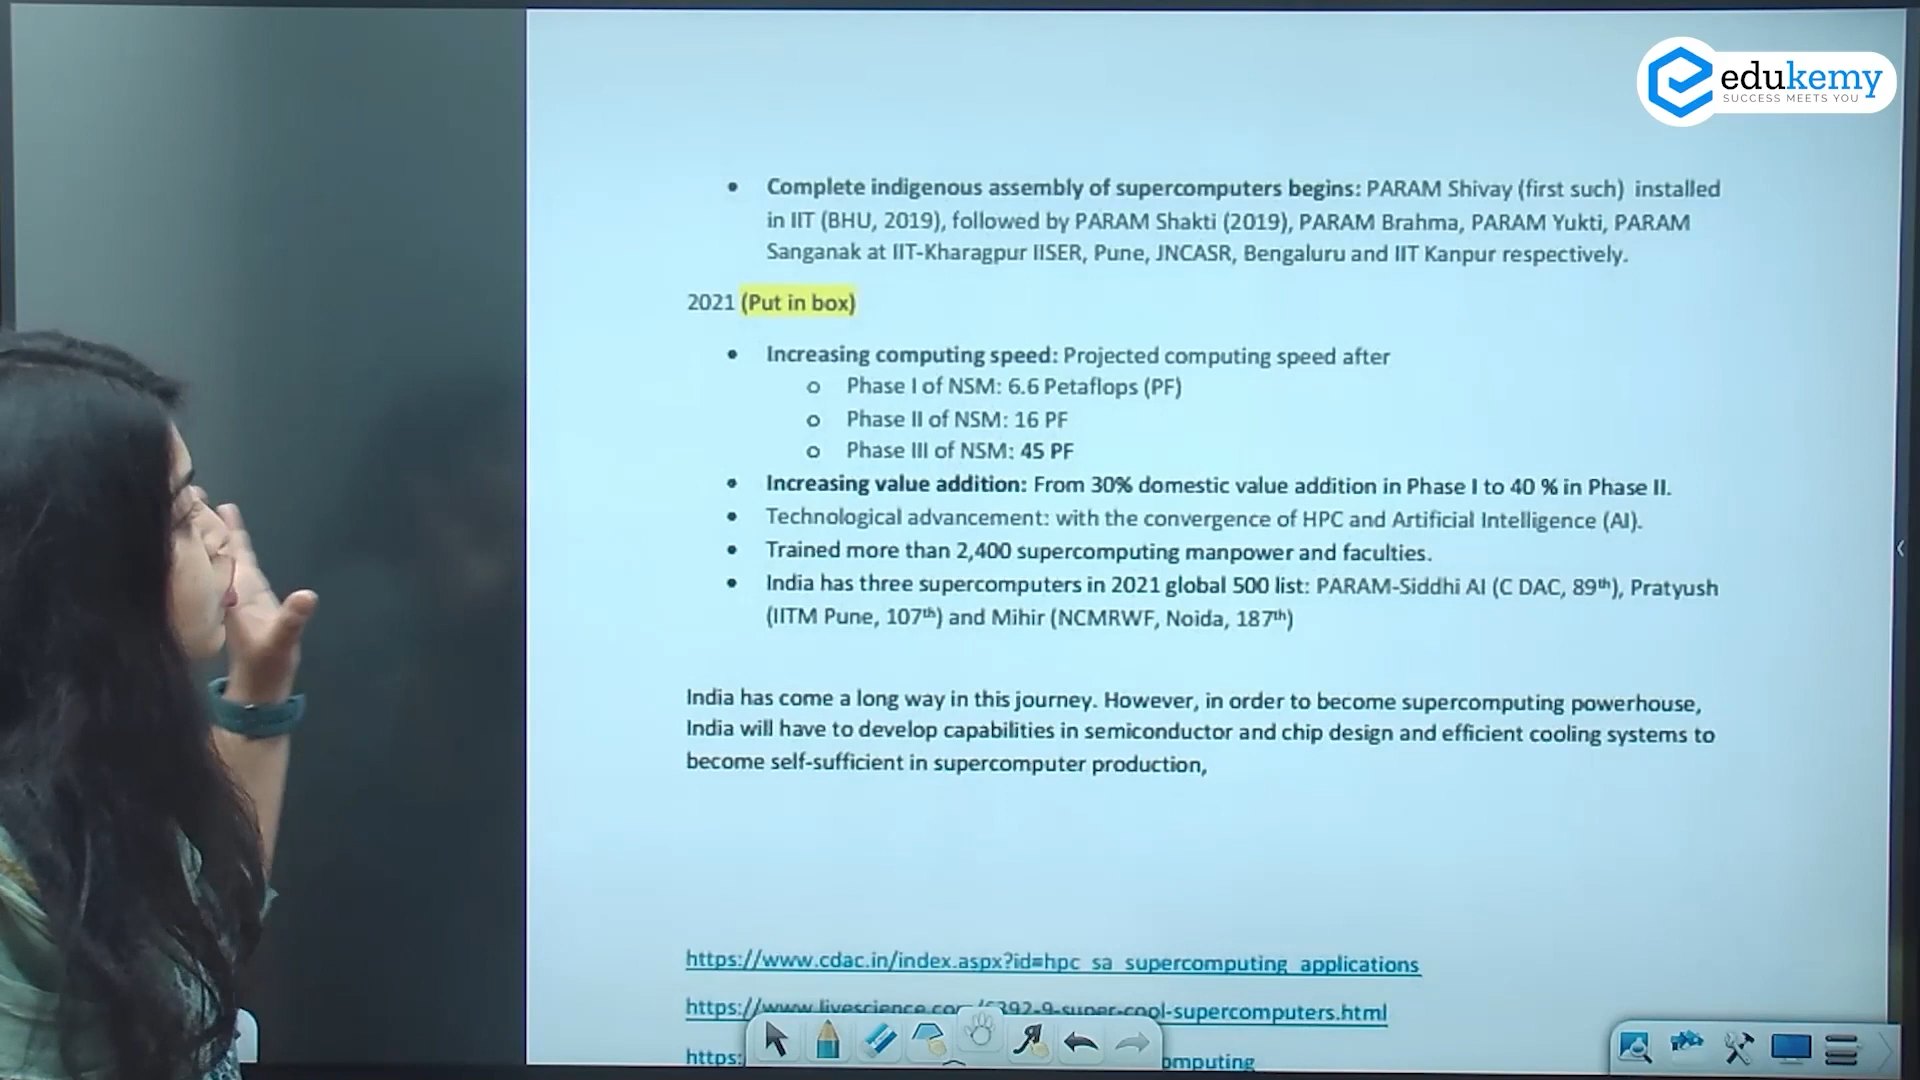 edukemy
SUCCESS MEETS YOU
• Complete indigenous assembly of supercomputers begins: PARAM Shivay (first such) installed
in IIT (BHU, 2019), followed by PARAM Shakti (2019), PARAM Brahma, PARAM Yukti, PARAM
Sanganak at IIT-Kharagpur IISER, Pune, JNCASR, Bengaluru and IIT Kanpur respectively.
2021 (Put in box)
• Increasing computing speed: Projected computing speed after
o Phase I of NSM: 6.6 Petaflops (PF)
o Phase II of NSM: 16 PF
o Phase III of NSM: 45 PF
• Increasing value addition: From 30% domestic value addition in Phase I to 40 % in Phase II.
• Technological advancement: with the convergence of HPC and Artificial Intelligence (AI).
• Trained more than 2,400 supercomputing manpower and faculties.
• India has three supercomputers in 2021 global 500 list: PARAM-Siddhi AI (C DAC, 89th), Pratyush
(IITM Pune, 107th) and Mihir (NCMRWF, Noida, 187th)
India has come a long way in this journey. However, in order to become supercomputing powerhouse,
India will have to develop capabilities in semiconductor and chip design and efficient cooling systems to
become self-sufficient in supercomputer production,
https://www.cdac.in/index.aspx?id=hpc_sa_supercomputing_applications
https://www.livescience.com/6392-9-super-cool-supercomputers.html
https: omputing